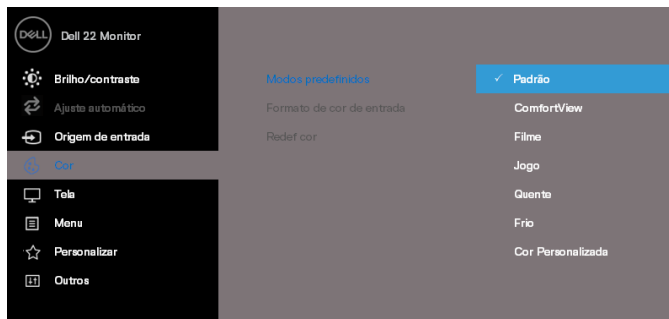 DELL Dell 22 Monitor
Brilho/contraste
Ajuste automático
Origem de entrada
Cor
Tela
Menu
Personalizar
Outros
Modos predefinidos
Formato de cor de entrada
Redef cor
Padrão
ComfortView
Filme
Jogo
Quente
Frio
Cor Personalizada